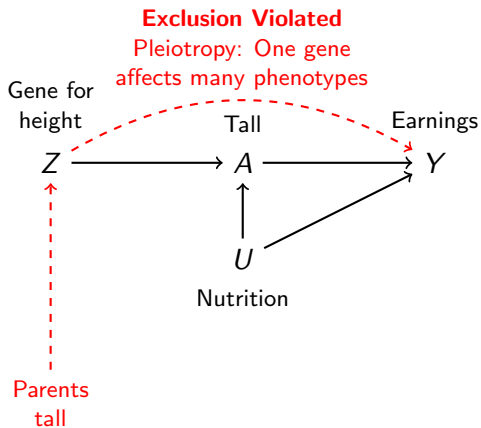 Exclusion Violated
Pleiotropy: One gene
affects many phenotypes
Gene for
height
Tall
Earnings
Z
A
Y
U
Nutrition
Parents
tall